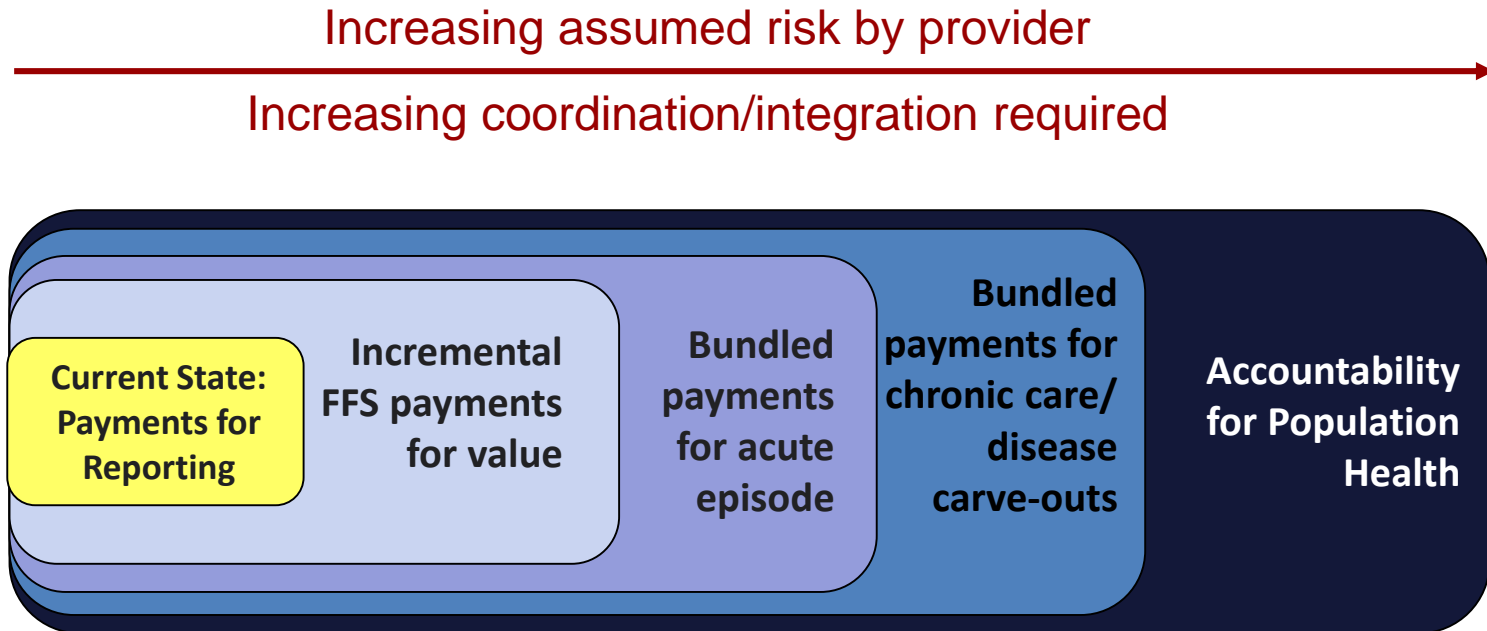 Increasing assumed risk by provider
Increasing coordination/integration required
Current State:
Payments for
Reporting
Incremental
FFS payments
for value
Bundled
payments
for acute
episode
Bundled
payments for
chronic care/
disease
carve-outs
Accountability
for Population
Health